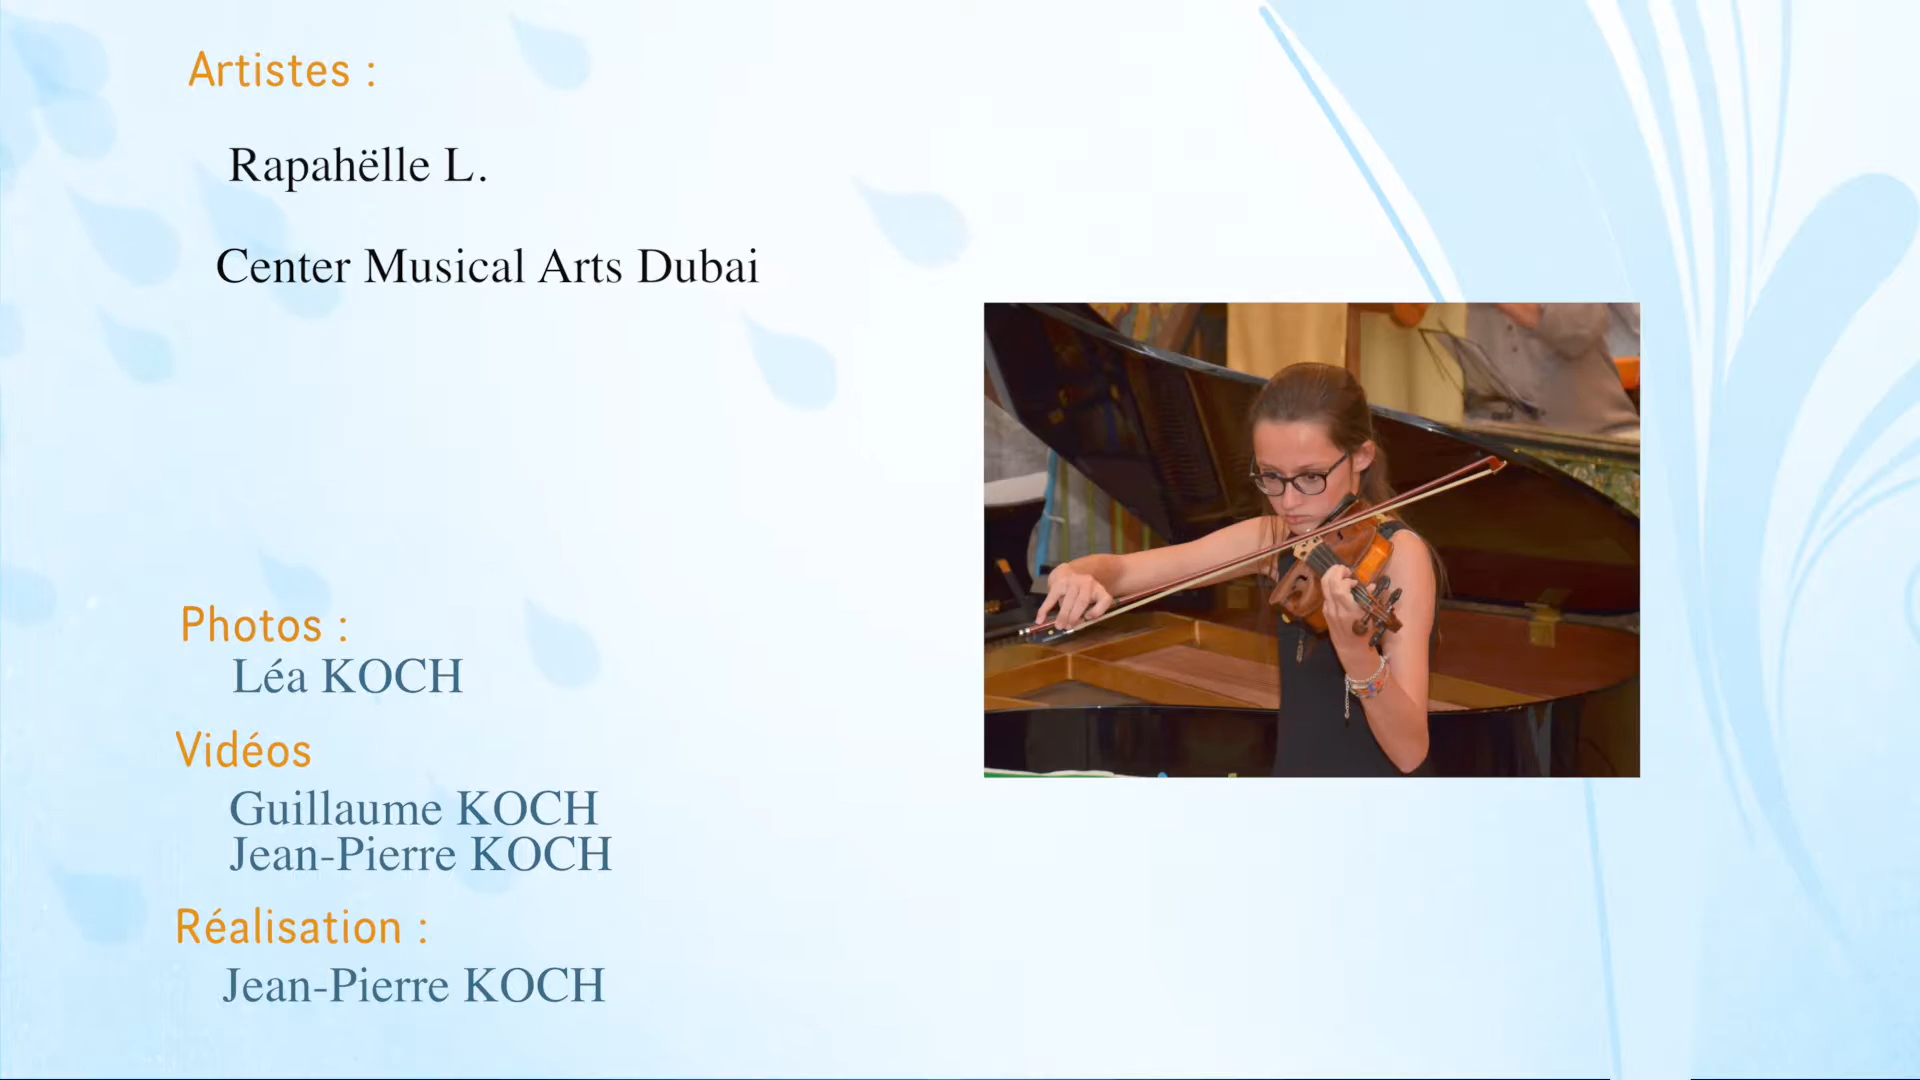 Artistes :
Rapahëlle L.
Center Musical Arts Dubai
Photos :
Léa KOCH
Vidéos
Guillaume KOCH
Jean-Pierre KOCH
Réalisation :
Jean-Pierre KOCH